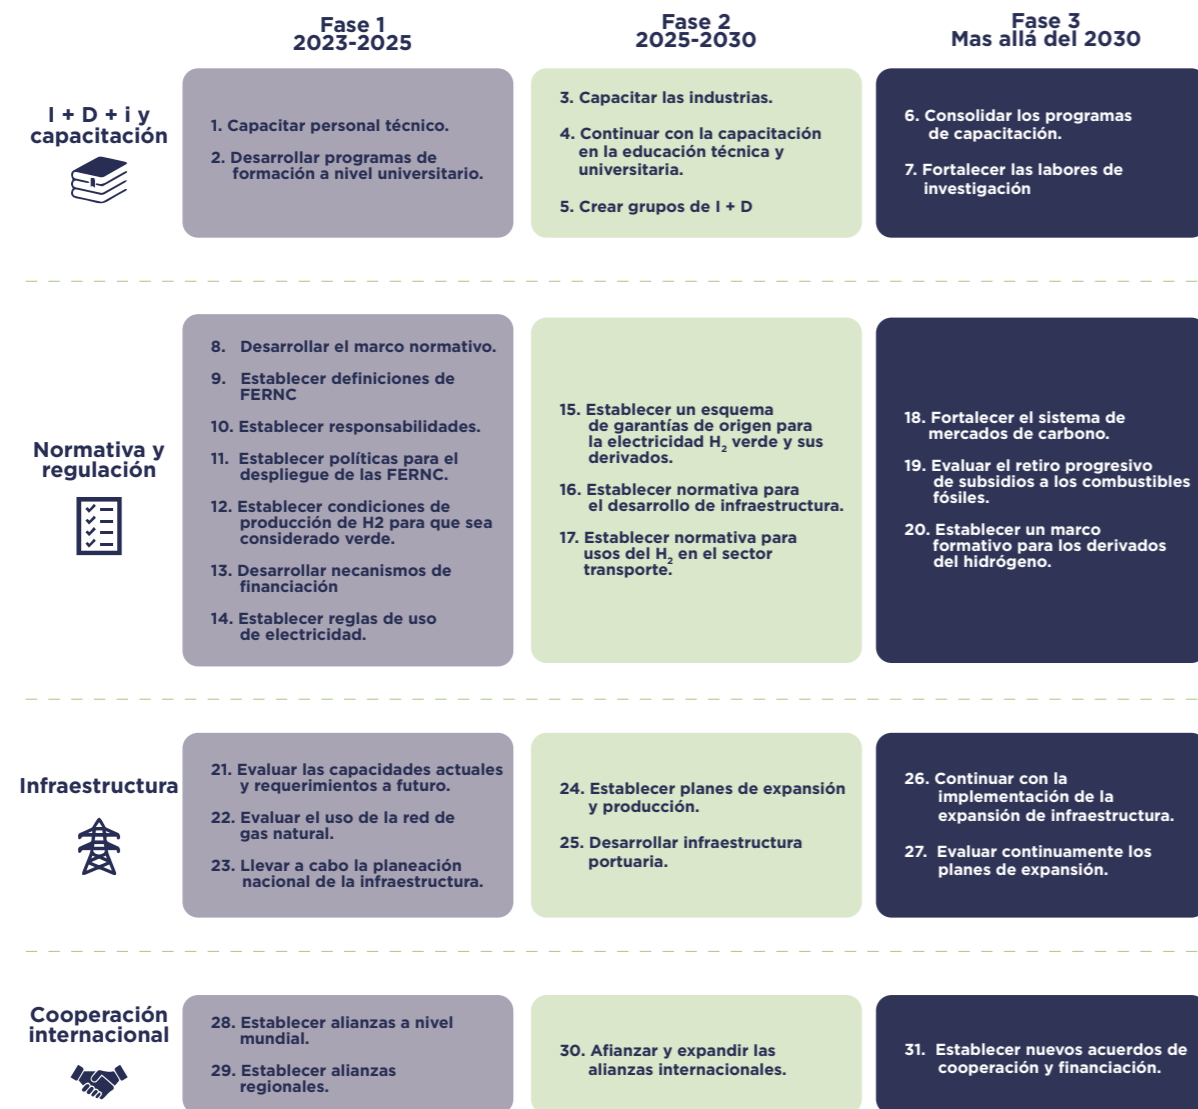 Fase 1
2023-2025
Fase 2
2025-2030
Fase 3
Mas allá del 2030
I + D + i y
capacitación
1. Capacitar personal técnico.
2. Desarrollar programas de
formación a nivel universitario.
3. Capacitar las industrias.
4. Continuar con la capacitación
en la educación técnica y
universitaria.
5. Crear grupos de I + D
6. Consolidar los programas
de capacitación.
7. Fortalecer las labores de
investigación
Normativa y
regulación
8. Desarrollar el marco normativo.
9. Establecer definiciones de
FERNC
10. Establecer responsabilidades.
11. Establecer políticas para el
despliegue de las FERNC.
12. Establecer condiciones de
producción de H2 para que sea
considerado verde.
13. Desarrollar necanismos de
financiación
14. Establecer reglas de uso
de electricidad.
15. Establecer un esquema
de garantías de origen para
la electricidad H₂ verde y sus
derivados.
16. Establecer normativa para
el desarrollo de infraestructura.
17. Establecer normativa para
usos del H₂ en el sector
transporte.
18. Fortalecer el sistema de
mercados de carbono.
19. Evaluar el retiro progresivo
de subsidios a los combustibles
fósiles.
20. Establecer un marco
formativo para los derivados
del hidrógeno.
Infraestructura
21. Evaluar las capacidades actuales
y requerimientos a futuro.
22. Evaluar el uso de la red de
gas natural.
23. Llevar a cabo la planeación
nacional de la infraestructura.
24. Establecer planes de expansión
y producción.
25. Desarrollar infraestructura
portuaria.
26. Continuar con la
implementación de la
expansión de infraestructura.
27. Evaluar continuamente los
planes de expansión.
Cooperación
internacional
28. Establecer alianzas a nivel
mundial.
29. Establecer alianzas
regionales.
30. Afianzar y expandir las
alianzas internacionales.
31. Establecer nuevos acuerdos de
cooperación y financiación.